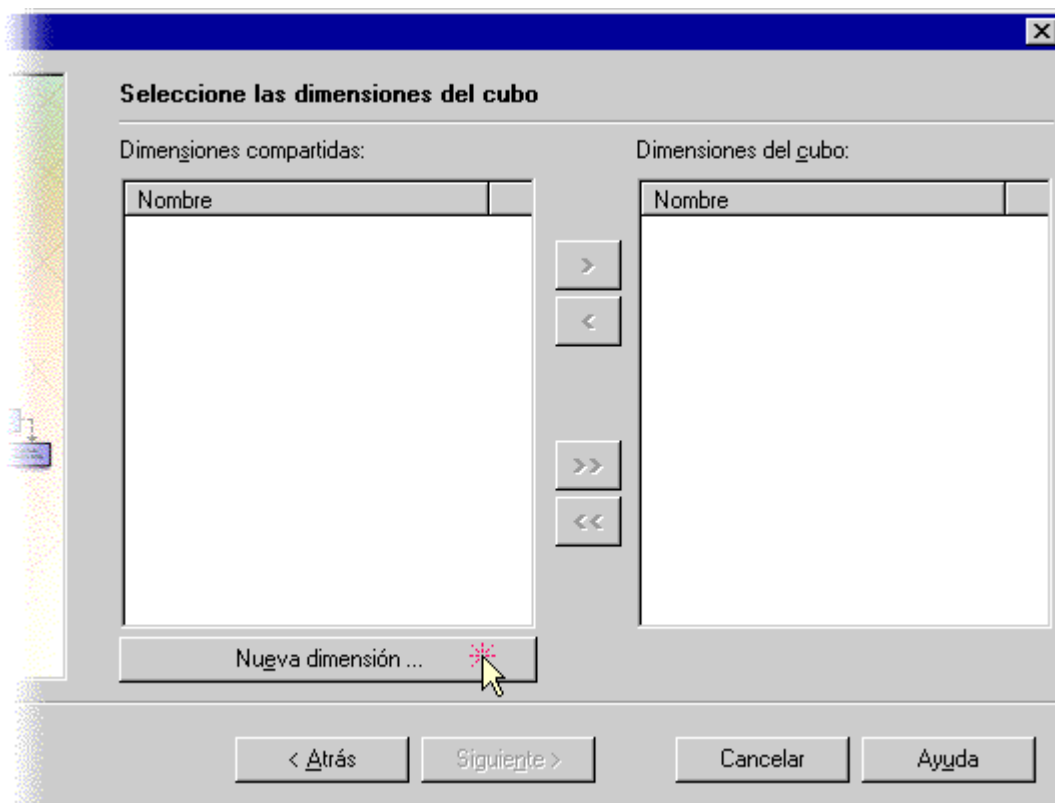 Seleccione las dimensiones del cubo
Dimensiones compartidas:
Dimensiones del cubo:
Nombre
Nombre
>
<
>>
<<
Nueva dimensión ...
< Atrás
Siguiente >
Cancelar
Ayuda